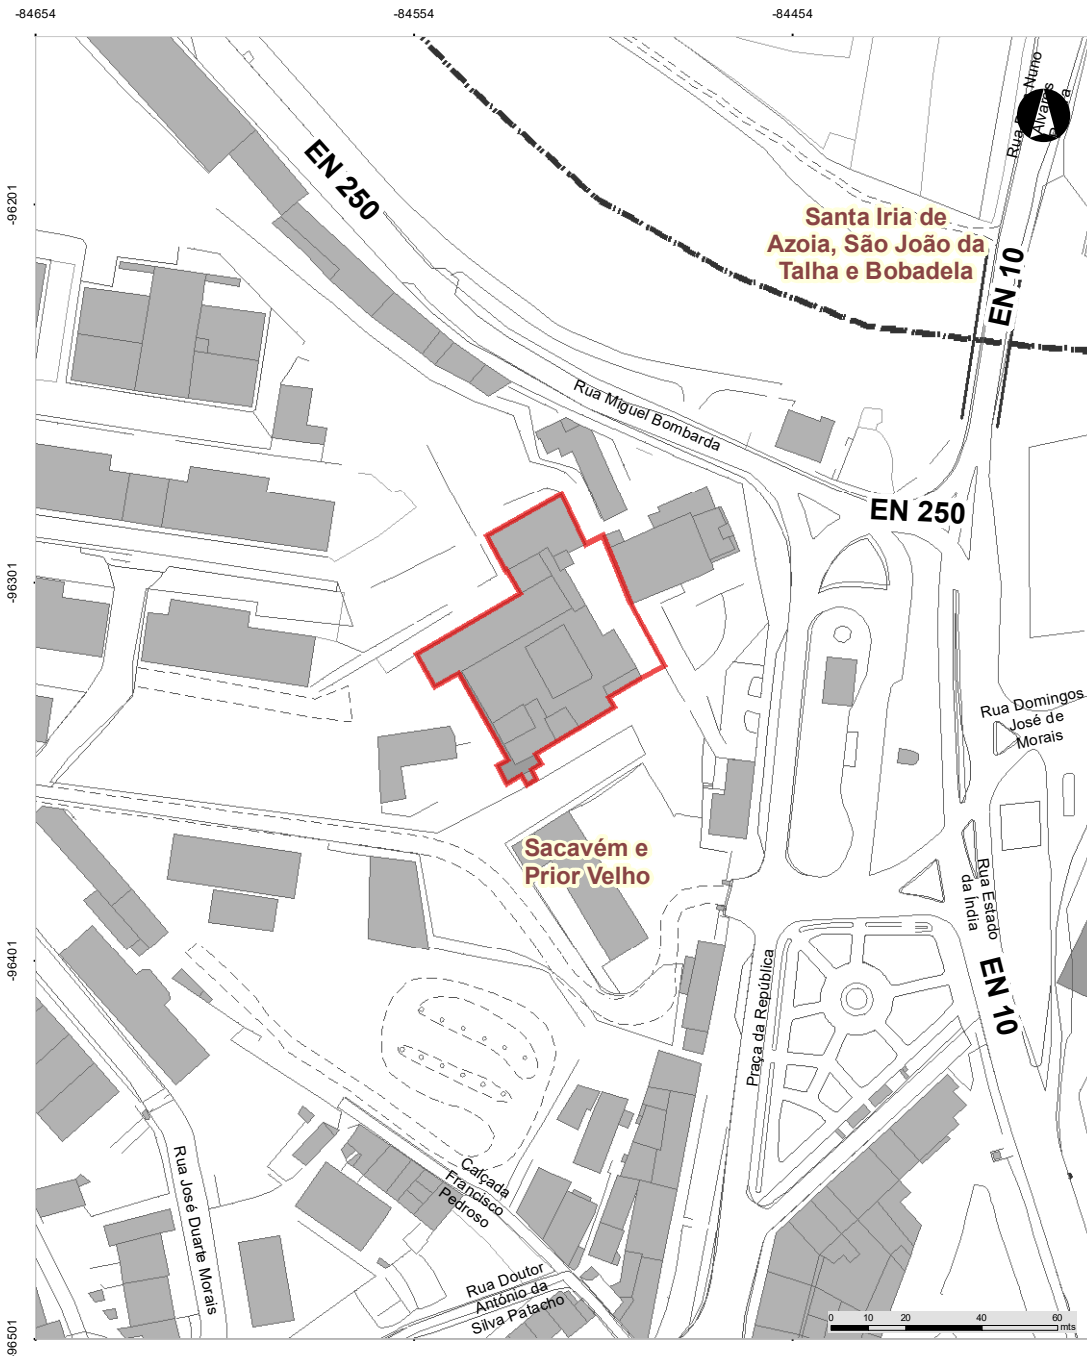 -84654
-84554
-84454
-96201
-96301
-96401
-96501
EN 250
Santa Iria de
Azoia, São João da
Talha e Bobadela
EN 10
Nuno
Álvares
Rua Miguel Bombarda
EN 250
Rua Domingos
José de
Morais
Sacavém e
Prior Velho
Rua Estado
da Índia
EN 10
Praça da República
Calçada
Francisco
Pedroso
Rua José Duarte Morais
Rua Doutor
António da
Silva Patacho
0 10 20 40 60
mts